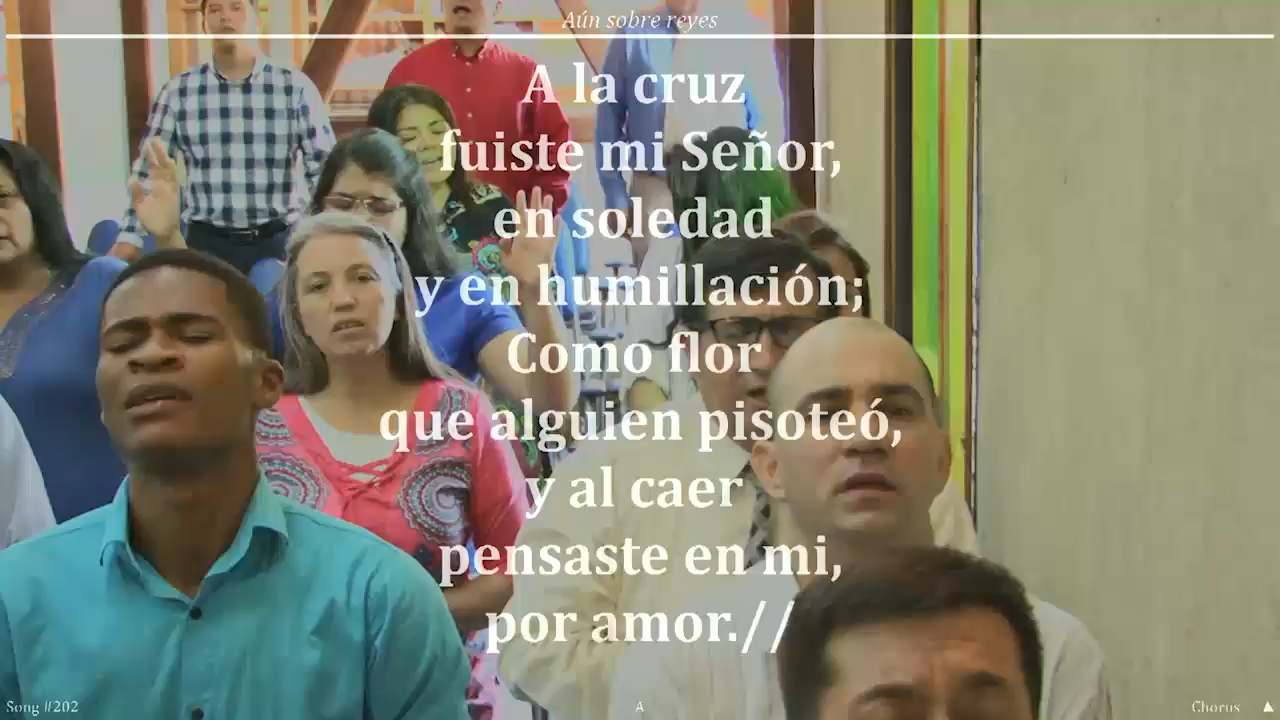 Aún sobre reyes
A la cruz
fuiste mi Señor,
en soledad
y en humillación;
Como flor
que alguien pisoteó,
y al caer
pensaste en mi,
por amor.//
Song #202
A
Chorus ▲